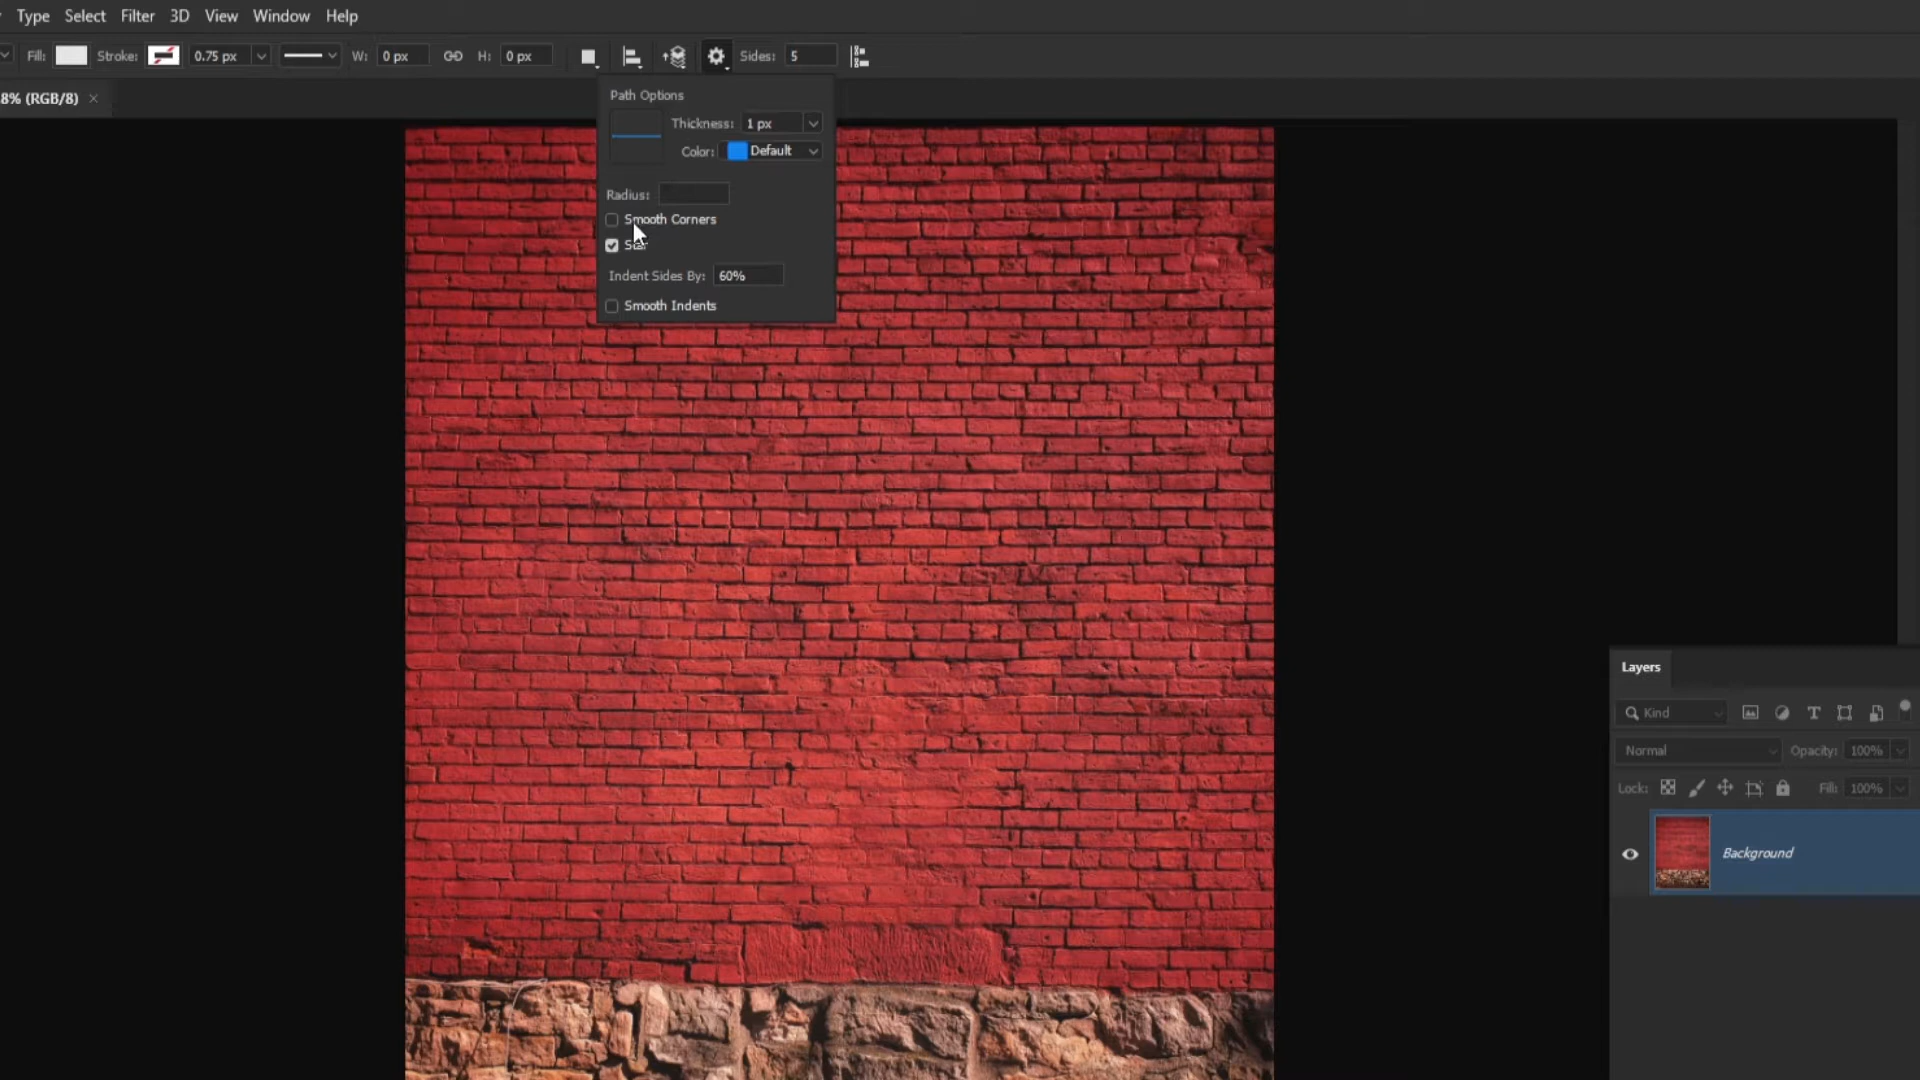 Type Select Filter 3D View Window Help
Fill: Stroke: 0.75 px W: 0 px H: 0 px Sides: 5
8% (RGB/8) ×
Path Options
Thickness: 1 px
Color: Default
Radius:
Smooth Corners
Indent Sides By: 60%
Smooth Indents
Layers
Kind
Normal Opacity: 100%
Lock: Fill: 100%
Background